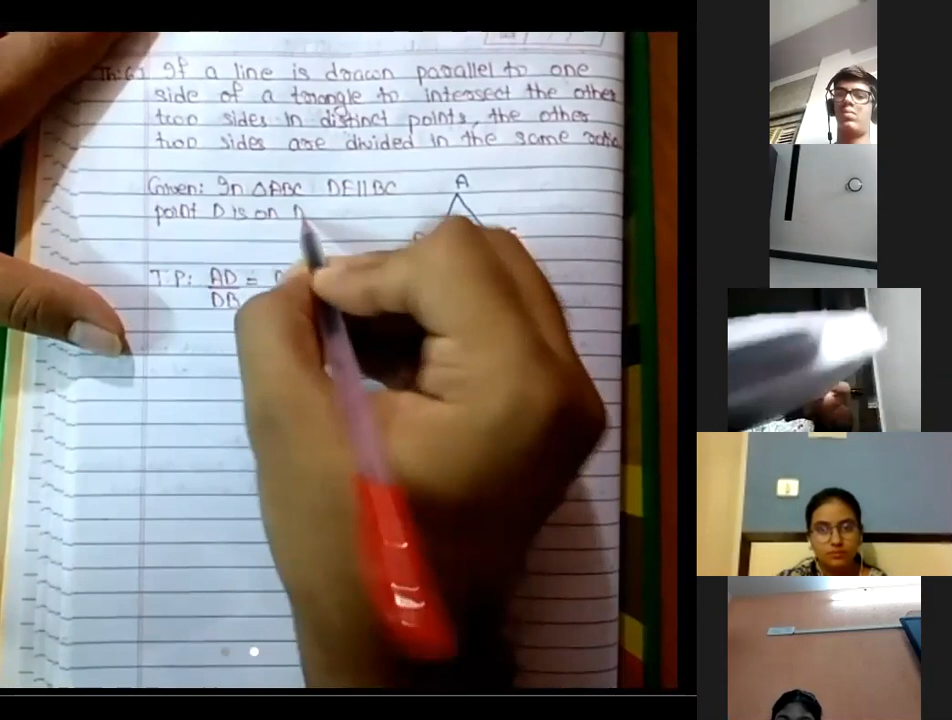 Th:6.1 If a line is drawn parallel to one
side of a triangle to intersect the other
two sides in distinct points, the other
two sides are divided in the same ratio
Given: In △ABC DE||BC
point D is on
A
T.P: AD/DB =